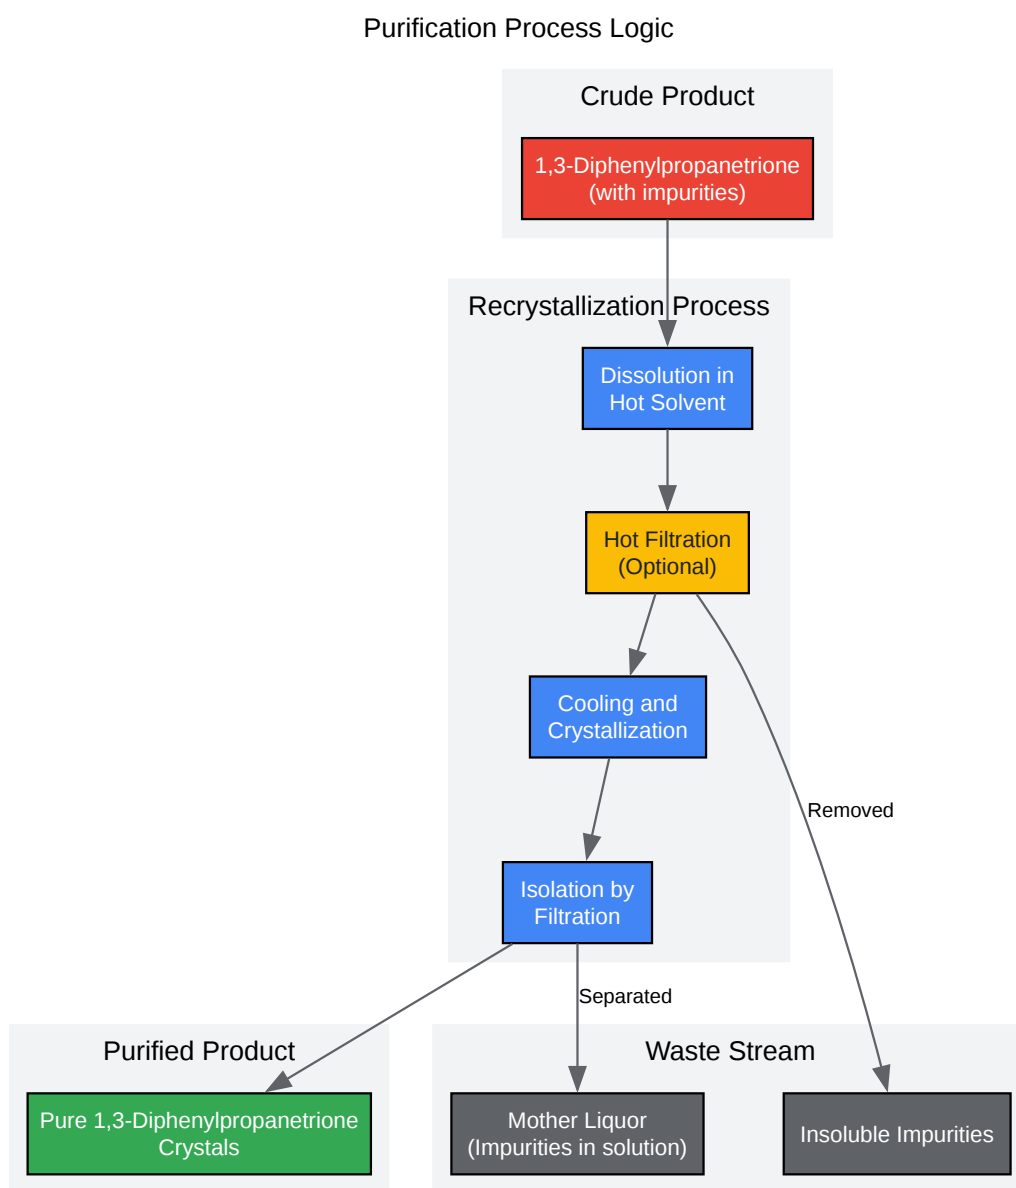 Purification Process Logic
Crude Product
1,3-Diphenylpropanetrione
(with impurities)
Recrystallization Process
Dissolution in
Hot Solvent
Hot Filtration
(Optional)
Cooling and
Crystallization
Removed
Isolation by
Filtration
Separated
Purified Product
Pure 1,3-Diphenylpropanetrione
Crystals
Waste Stream
Mother Liquor
(Impurities in solution)
Insoluble Impurities